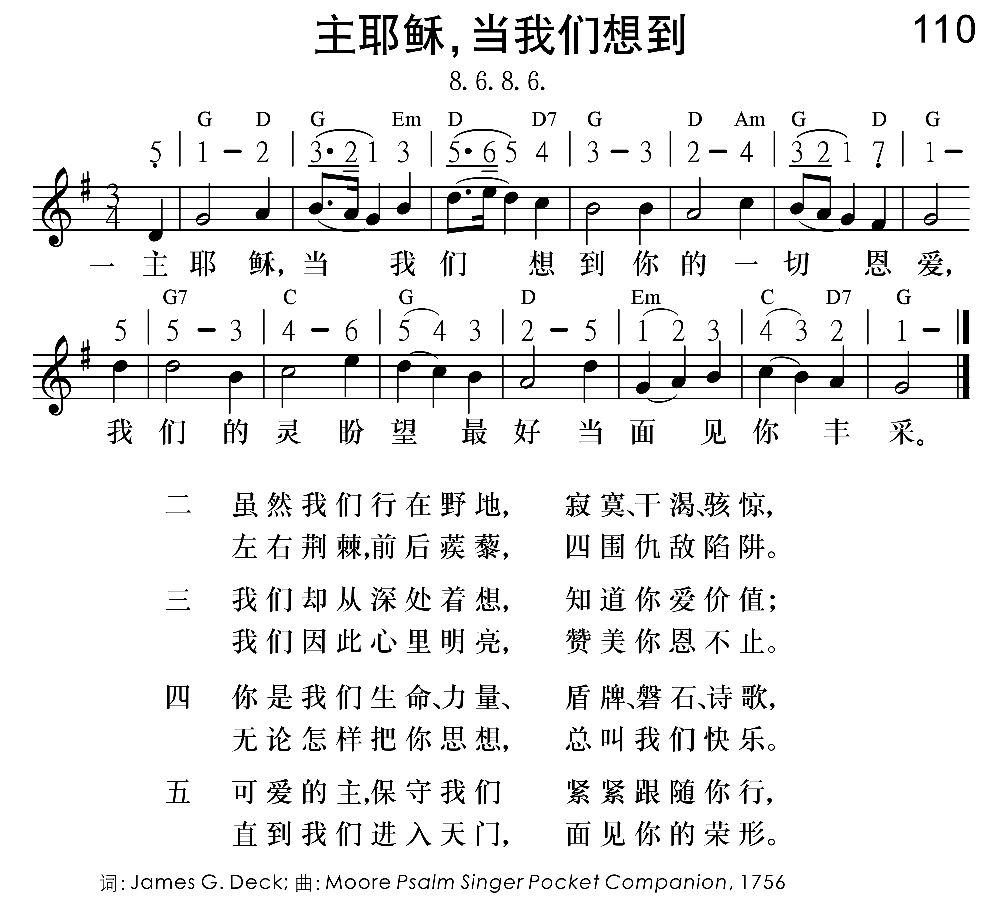 主耶稣，当我们想到
110
8. 6. 8. 6.
G D G Em D D7 G D Am G D G
5 | 1 – 2 | 3·2 1 3 | 5·6 5 4 | 3 – 3 | 2 – 4 | 3 2 1 7 | 1 –
3
4
一 主 耶 稣，当 我 们 想 到 你 的 一 切 恩 爱，
G7 C G D Em C D7 G
5 | 5 – 3 | 4 – 6 | 5 4 3 | 2 – 5 | 1 2 3 | 4 3 2 | 1 –
我 们 的 灵 盼 望 最 好 当 面 见 你 丰 采。
二 虽然我们行在野地， 寂寞、干渴、骇惊，
左右荆棘，前后蒺藜， 四围仇敌陷阱。
三 我们却从深处着想， 知道你爱价值；
我们因此心里明亮， 赞美你恩不止。
四 你是我们生命、力量、 盾牌、磐石、诗歌，
无论怎样把你思想， 总叫我们快乐。
五 可爱的主，保守我们 紧紧跟随你行，
直到我们进入天门， 面见你的荣形。
词: James G. Deck; 曲: Moore Psalm Singer Pocket Companion, 1756